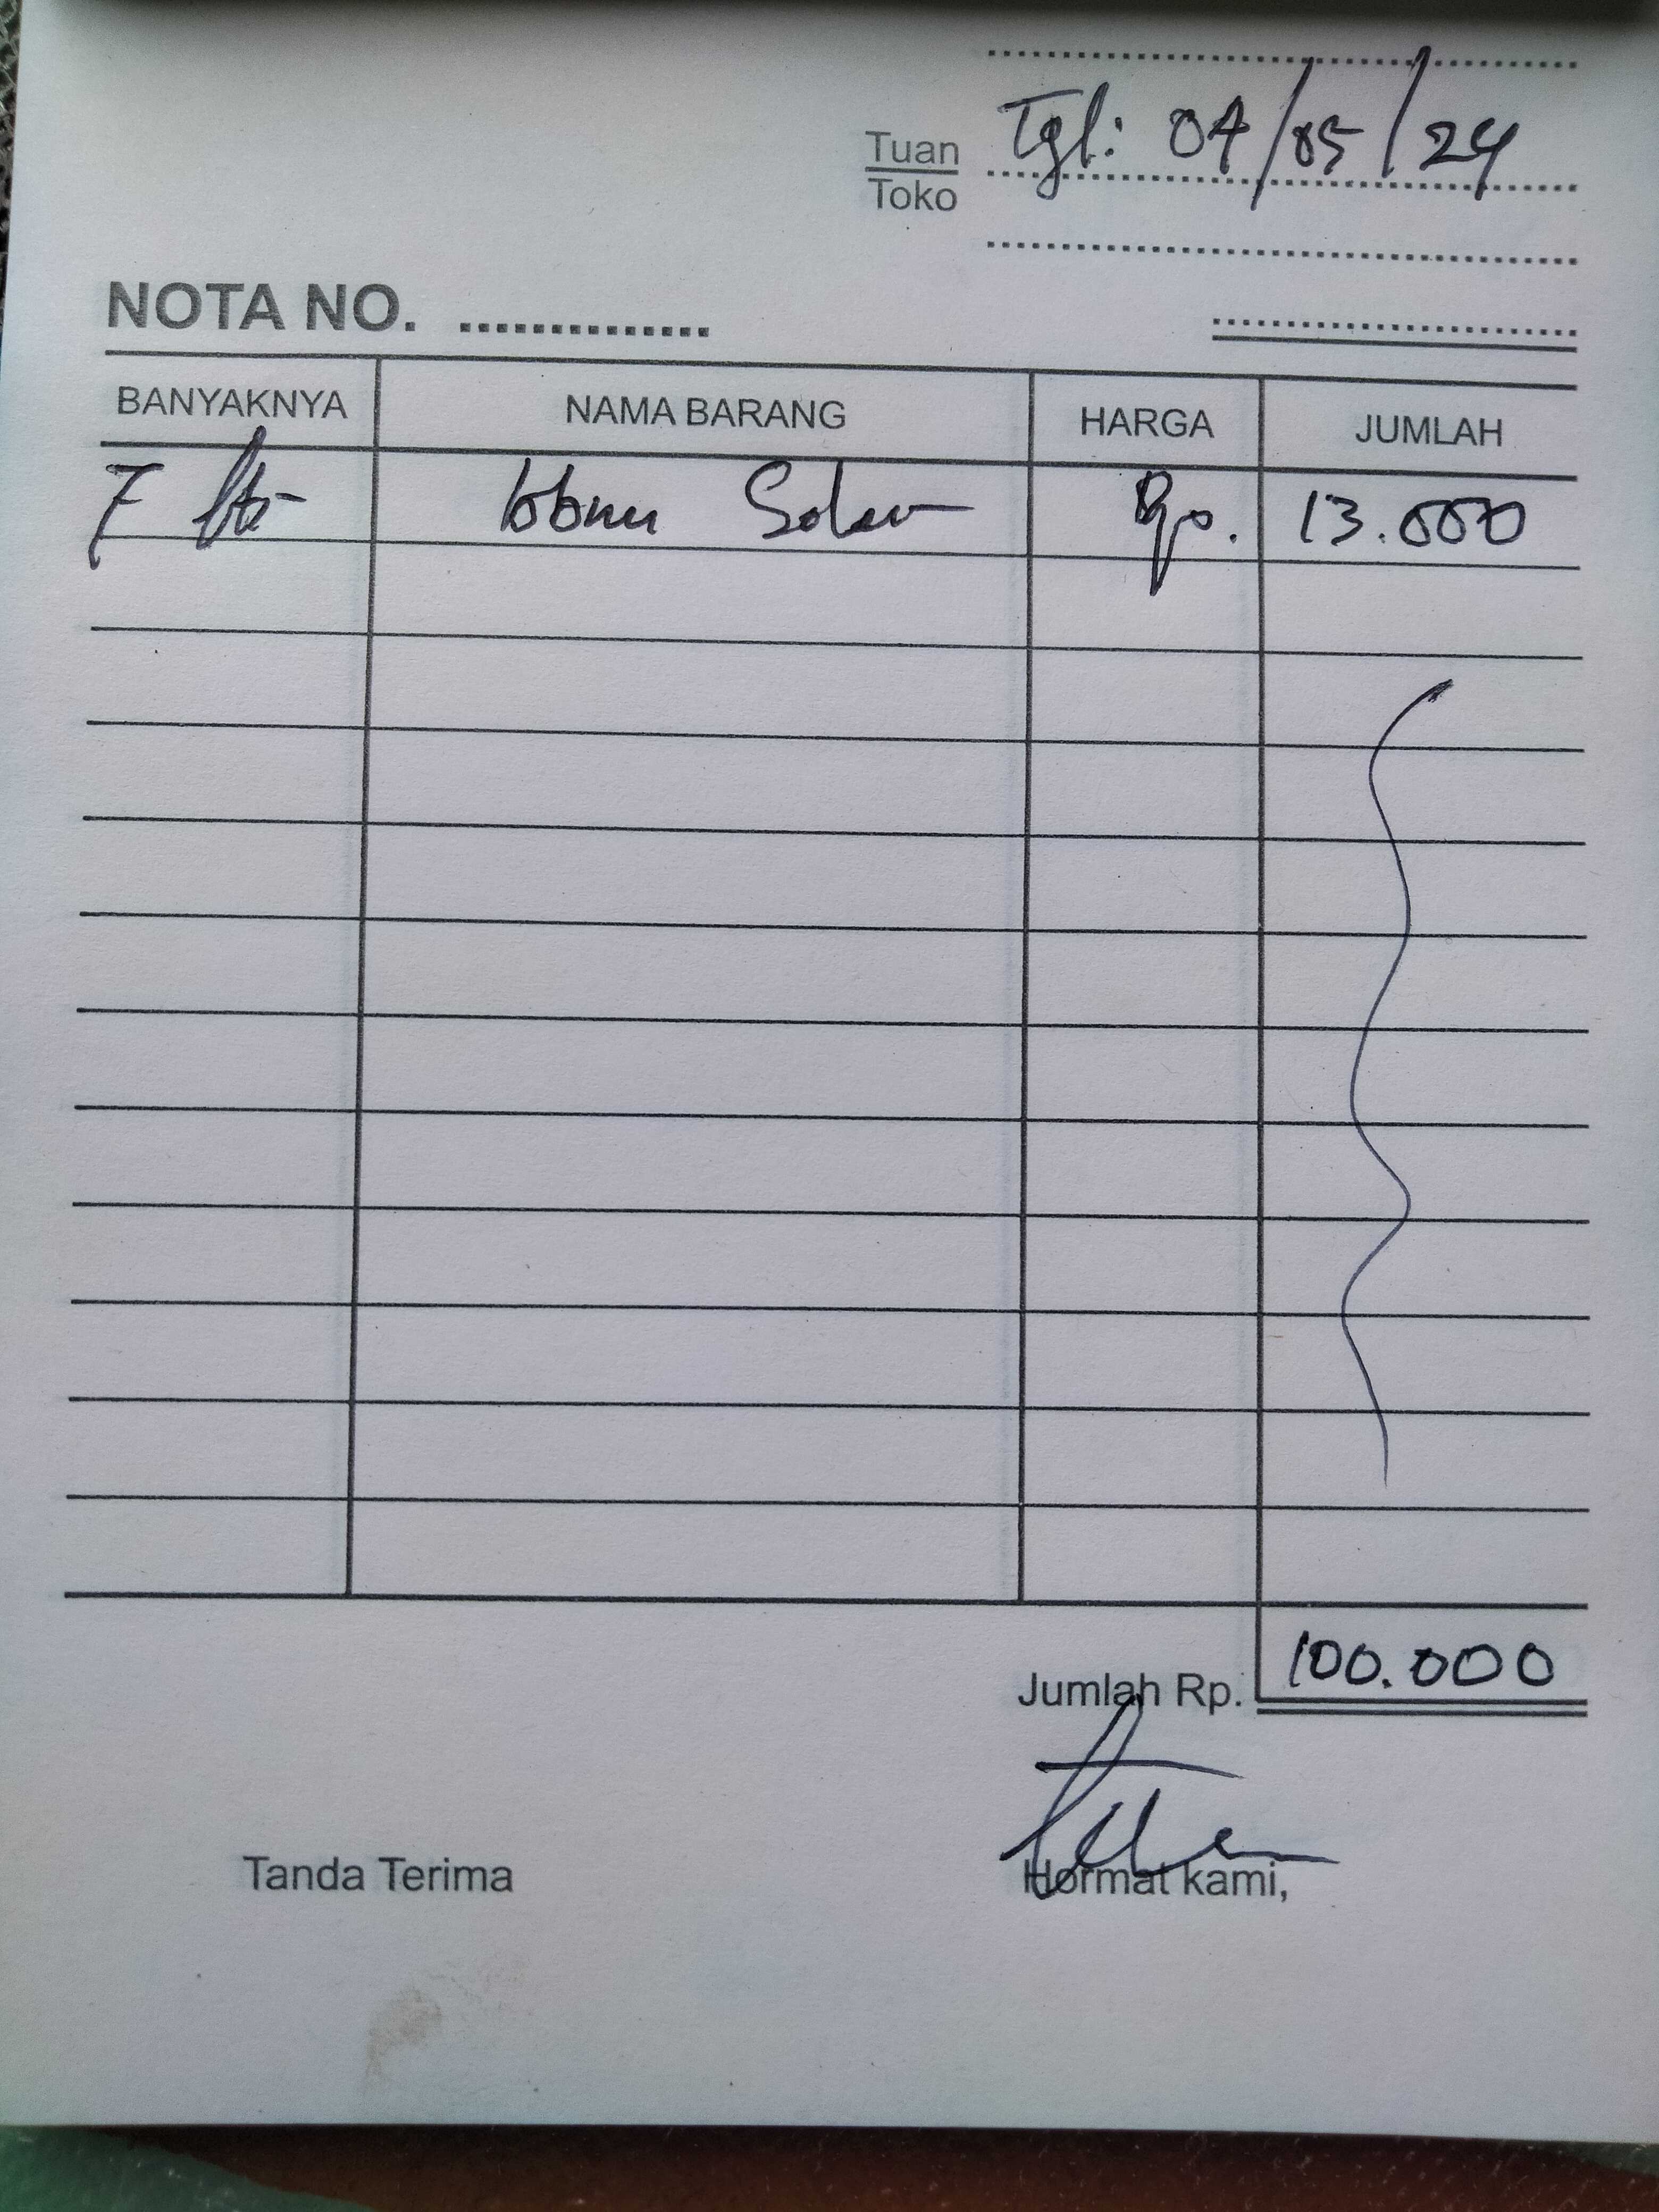 Tgl: 04/05/24
Tuan
Toko
NOTA NO. ..............
BANYAKNYA NAMA BARANG HARGA JUMLAH
7 ltr Solar Rp. 13.000
Jumlah Rp. 100.000
Tanda Terima Hormat kami,